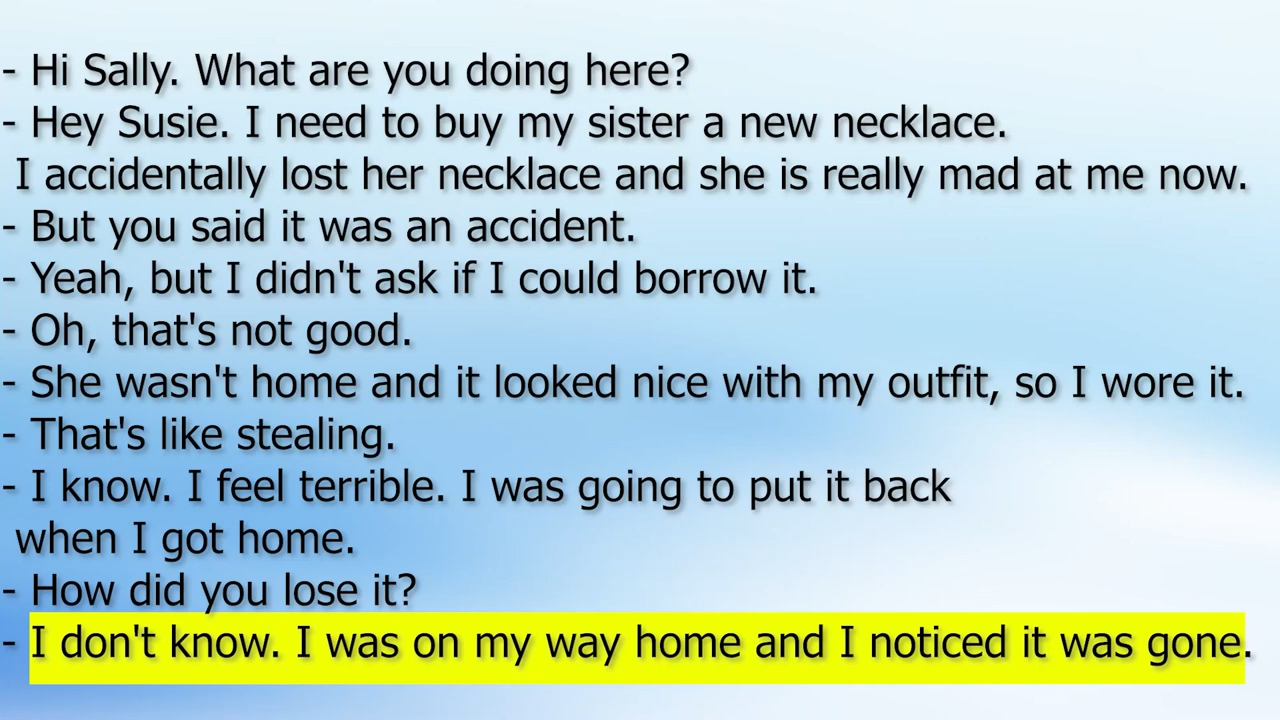 - Hi Sally. What are you doing here?
- Hey Susie. I need to buy my sister a new necklace.
I accidentally lost her necklace and she is really mad at me now.
- But you said it was an accident.
- Yeah, but I didn't ask if I could borrow it.
- Oh, that's not good.
- She wasn't home and it looked nice with my outfit, so I wore it.
- That's like stealing.
- I know. I feel terrible. I was going to put it back
when I got home.
- How did you lose it?
- I don't know. I was on my way home and I noticed it was gone.